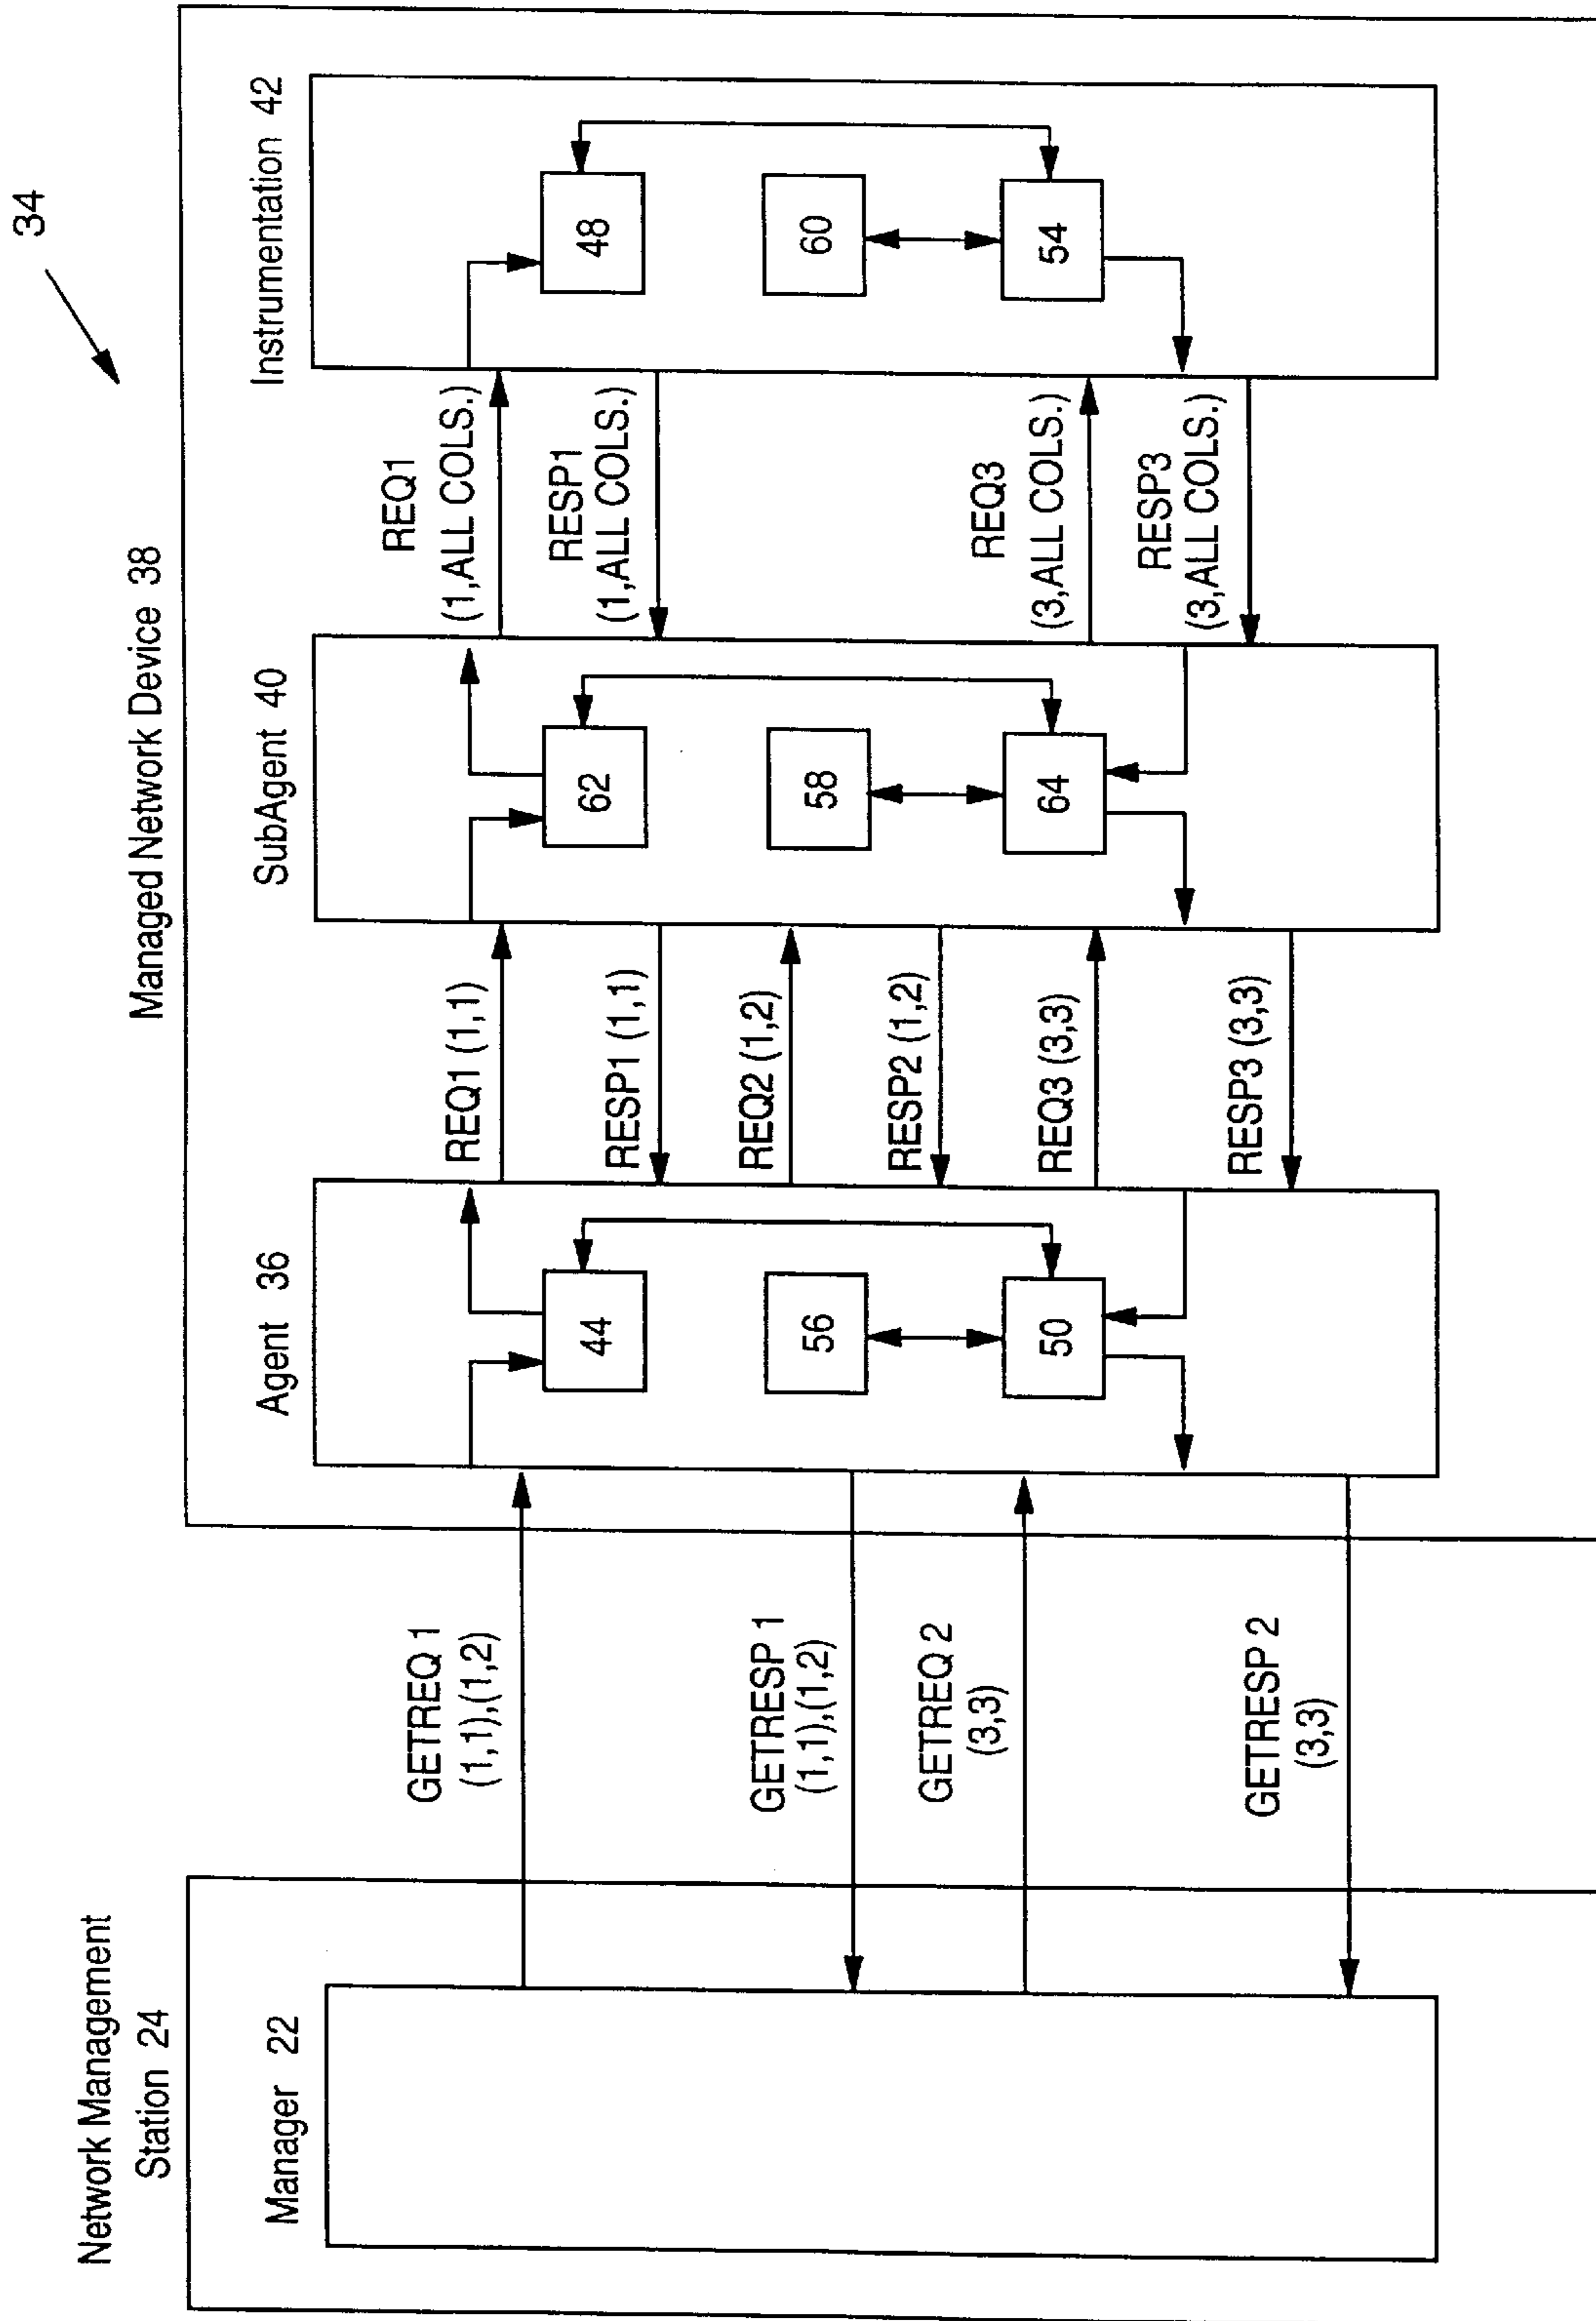 34
Network Management
Station 24
Managed Network Device 38
Manager 22
Agent 36
SubAgent 40
Instrumentation 42
GETREQ 1
(1,1),(1,2)
GETRESP 1
(1,1),(1,2)
GETREQ 2
(3,3)
GETRESP 2
(3,3)
44
56
50
REQ1 (1,1)
RESP1 (1,1)
REQ2 (1,2)
RESP2 (1,2)
REQ3 (3,3)
RESP3 (3,3)
62
58
64
REQ1
(1,ALL COLS.)
RESP1
(1,ALL COLS.)
REQ3
(3,ALL COLS.)
RESP3
(3,ALL COLS.)
48
60
54